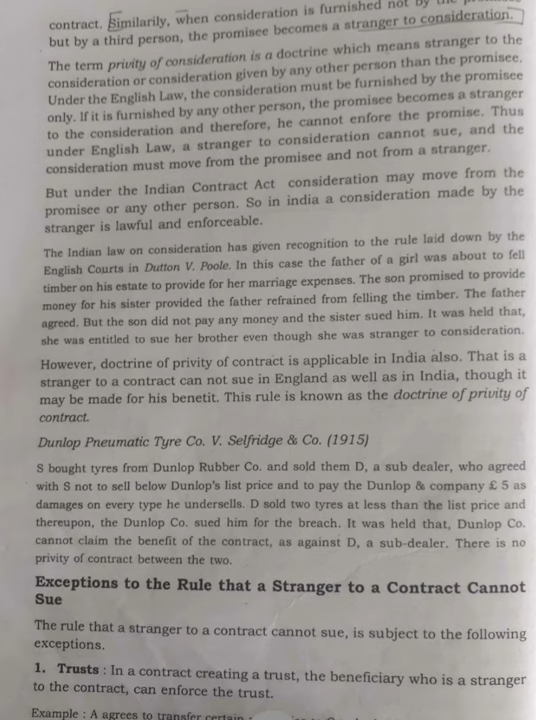 contract. Similarily, when consideration is furnished not by the
but by a third person, the promisee becomes a stranger to consideration.
The term privity of consideration is a doctrine which means stranger to the
consideration or consideration given by any other person than the promisee.
Under the English Law, the consideration must be furnished by the promisee
only. If it is furnished by any other person, the promisee becomes a stranger
to the consideration and therefore, he cannot enfore the promise. Thus
under English Law, a stranger to consideration cannot sue, and the
consideration must move from the promisee and not from a stranger.
But under the Indian Contract Act consideration may move from the
promisee or any other person. So in india a consideration made by the
stranger is lawful and enforceable.
The Indian law on consideration has given recognition to the rule laid down by the
English Courts in Dutton V. Poole. In this case the father of a girl was about to fell
timber on his estate to provide for her marriage expenses. The son promised to provide
money for his sister provided the father refrained from felling the timber. The father
agreed. But the son did not pay any money and the sister sued him. It was held that,
she was entitled to sue her brother even though she was stranger to consideration.
However, doctrine of privity of contract is applicable in India also. That is a
stranger to a contract can not sue in England as well as in India, though it
may be made for his benetit. This rule is known as the doctrine of privity of
contract.
Dunlop Pneumatic Tyre Co. V. Selfridge & Co. (1915)
S bought tyres from Dunlop Rubber Co. and sold them D, a sub dealer, who agreed
with S not to sell below Dunlop's list price and to pay the Dunlop & company £ 5 as
damages on every type he undersells. D sold two tyres at less than the list price and
thereupon, the Dunlop Co. sued him for the breach. It was held that, Dunlop Co.
cannot claim the benefit of the contract, as against D, a sub-dealer. There is no
privity of contract between the two.
Exceptions to the Rule that a Stranger to a Contract Cannot
Sue
The rule that a stranger to a contract cannot sue, is subject to the following
exceptions.
1. Trusts : In a contract creating a trust, the beneficiary who is a stranger
to the contract, can enforce the trust.
Example : A agrees to transfer certain